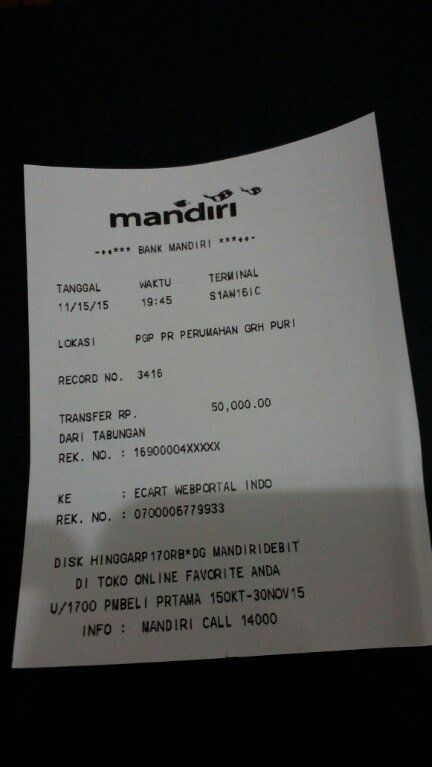 mandiri
-++*** BANK MANDIRI ***++-
TANGGAL WAKTU TERMINAL
11/15/15 19:45 S1AW16IC
LOKASI PGP PR PERUMAHAN GRH PURI
RECORD NO. 3416
TRANSFER RP. 50,000.00
DARI TABUNGAN
REK. NO. : 16900004XXXXX
KE : ECART WEBPORTAL INDO
REK. NO. : 0700006779933
DISK HINGGARP170RB*DG MANDIRIDEBIT
DI TOKO ONLINE FAVORITE ANDA
U/1700 PMBELI PRTAMA 15OKT-30NOV15
INFO : MANDIRI CALL 14000